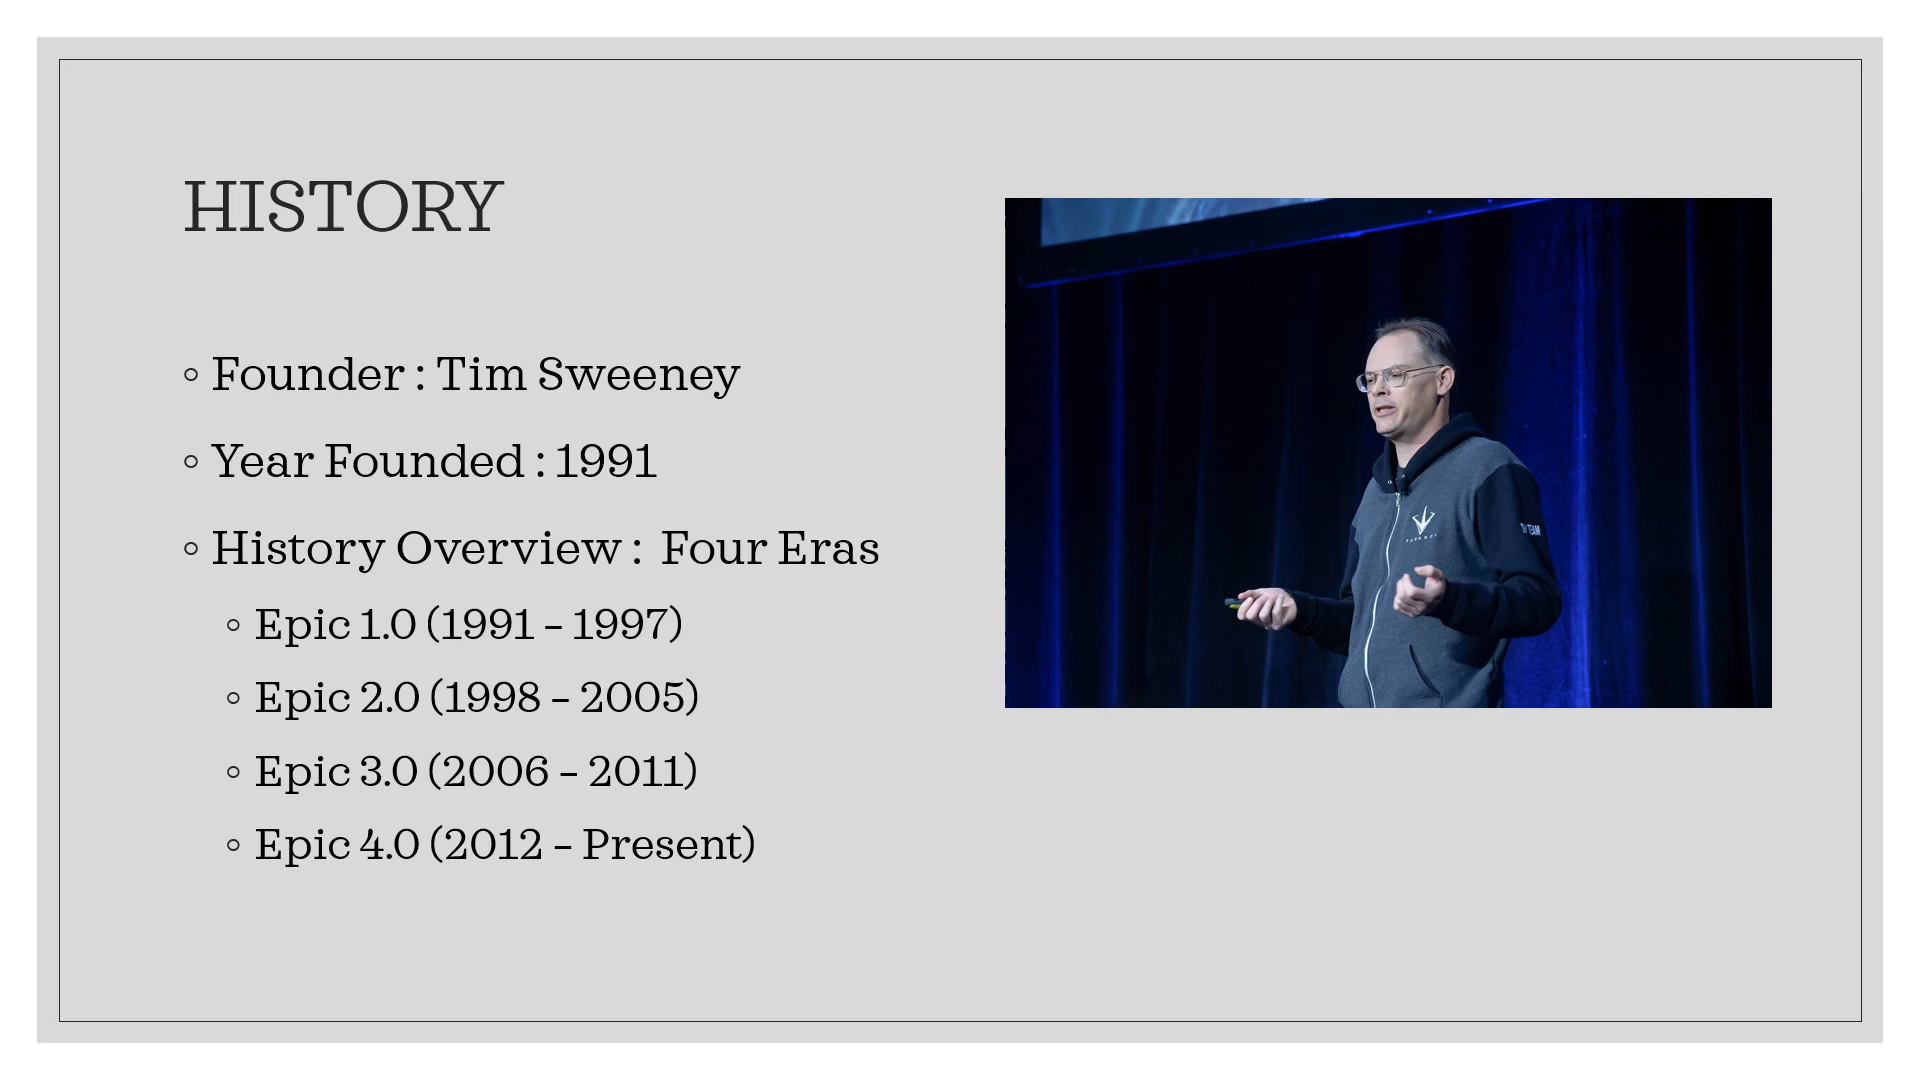 HISTORY
◦ Founder : Tim Sweeney
◦ Year Founded : 1991
◦ History Overview : Four Eras
◦ Epic 1.0 (1991 – 1997)
◦ Epic 2.0 (1998 – 2005)
◦ Epic 3.0 (2006 – 2011)
◦ Epic 4.0 (2012 – Present)